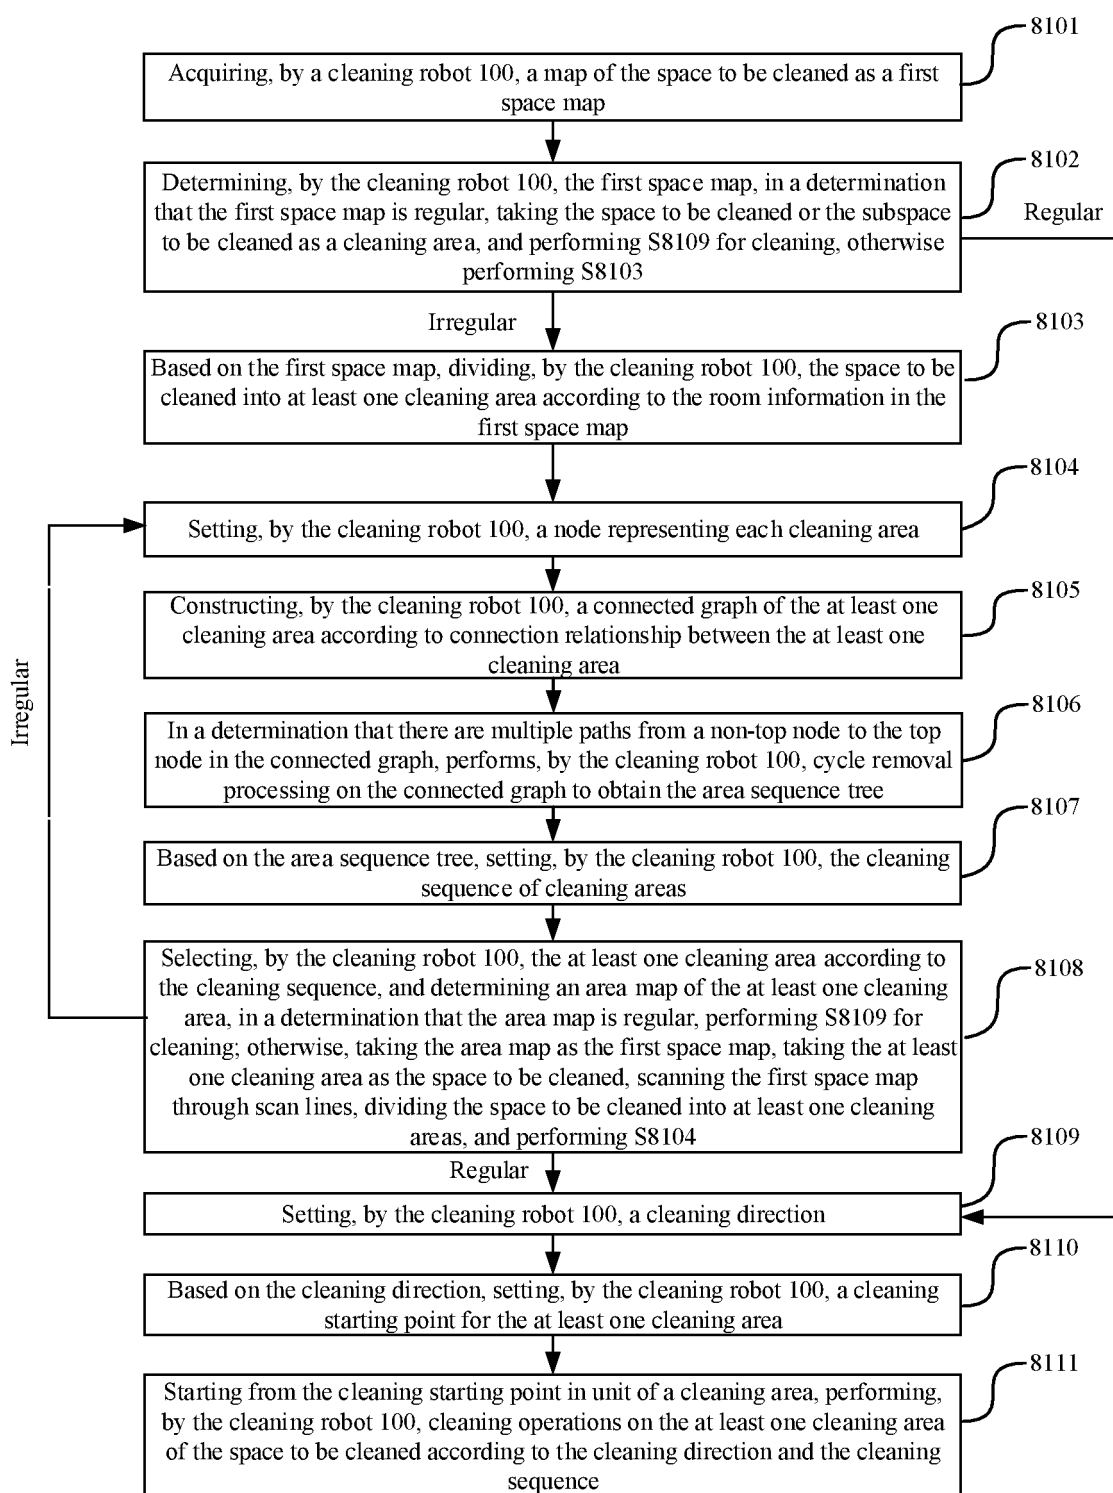 8101
Acquiring, by a cleaning robot 100, a map of the space to be cleaned as a first
space map
8102
Determining, by the cleaning robot 100, the first space map, in a determination
that the first space map is regular, taking the space to be cleaned or the subspace
to be cleaned as a cleaning area, and performing S8109 for cleaning, otherwise
performing S8103
Regular
Irregular
8103
Based on the first space map, dividing, by the cleaning robot 100, the space to be
cleaned into at least one cleaning area according to the room information in the
first space map
8104
Setting, by the cleaning robot 100, a node representing each cleaning area
8105
Constructing, by the cleaning robot 100, a connected graph of the at least one
cleaning area according to connection relationship between the at least one
cleaning area
Irregular
8106
In a determination that there are multiple paths from a non-top node to the top
node in the connected graph, performs, by the cleaning robot 100, cycle removal
processing on the connected graph to obtain the area sequence tree
8107
Based on the area sequence tree, setting, by the cleaning robot 100, the cleaning
sequence of cleaning areas
8108
Selecting, by the cleaning robot 100, the at least one cleaning area according to
the cleaning sequence, and determining an area map of the at least one cleaning
area, in a determination that the area map is regular, performing S8109 for
cleaning; otherwise, taking the area map as the first space map, taking the at least
one cleaning area as the space to be cleaned, scanning the first space map
through scan lines, dividing the space to be cleaned into at least one cleaning
areas, and performing S8104
Regular
8109
Setting, by the cleaning robot 100, a cleaning direction
8110
Based on the cleaning direction, setting, by the cleaning robot 100, a cleaning
starting point for the at least one cleaning area
8111
Starting from the cleaning starting point in unit of a cleaning area, performing,
by the cleaning robot 100, cleaning operations on the at least one cleaning area
of the space to be cleaned according to the cleaning direction and the cleaning
sequence